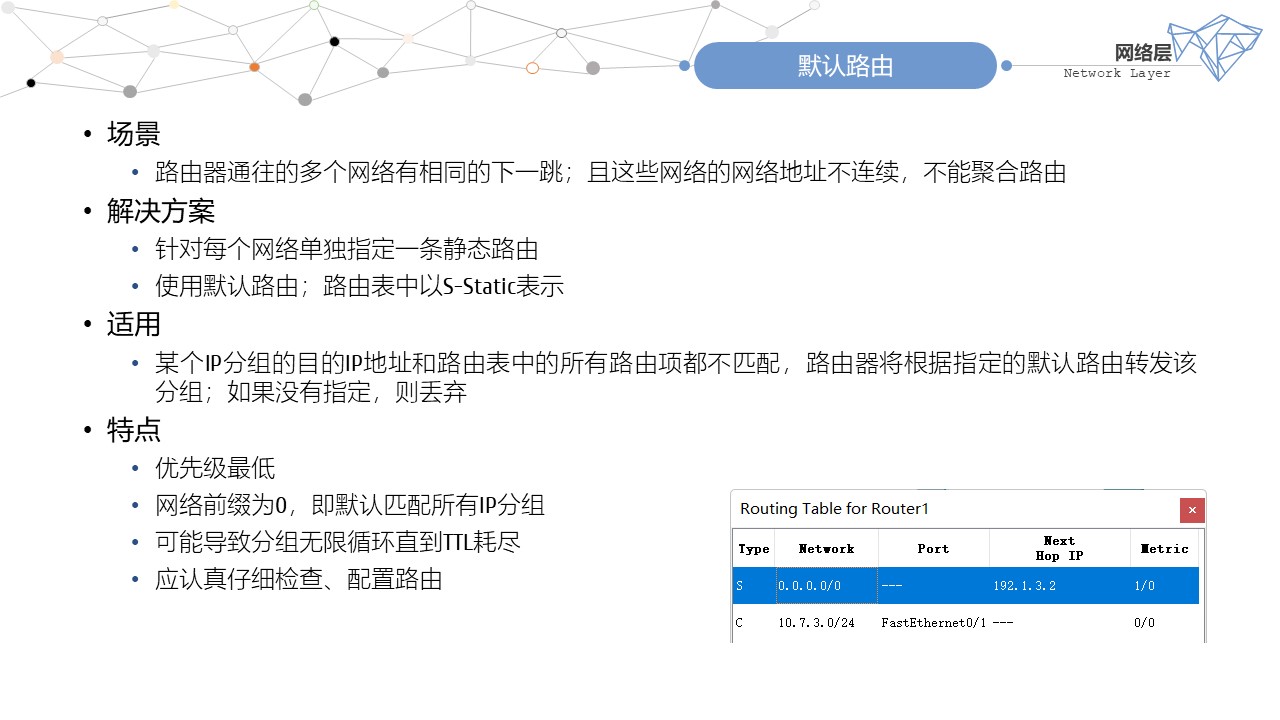 默认路由
网络层
Network Layer
• 场景
• 路由器通往的多个网络有相同的下一跳；且这些网络的网络地址不连续，不能聚合路由
• 解决方案
• 针对每个网络单独指定一条静态路由
• 使用默认路由；路由表中以S-Static表示
• 适用
• 某个IP分组的目的IP地址和路由表中的所有路由项都不匹配，路由器将根据指定的默认路由转发该
分组；如果没有指定，则丢弃
• 特点
• 优先级最低
• 网络前缀为0，即默认匹配所有IP分组
• 可能导致分组无限循环直到TTL耗尽
• 应认真仔细检查、配置路由
Routing Table for Router1
Type Network Port Next Hop IP Metric
S 0.0.0.0/0 --- 192.1.3.2 1/0
C 10.7.3.0/24 FastEthernet0/1 --- 0/0